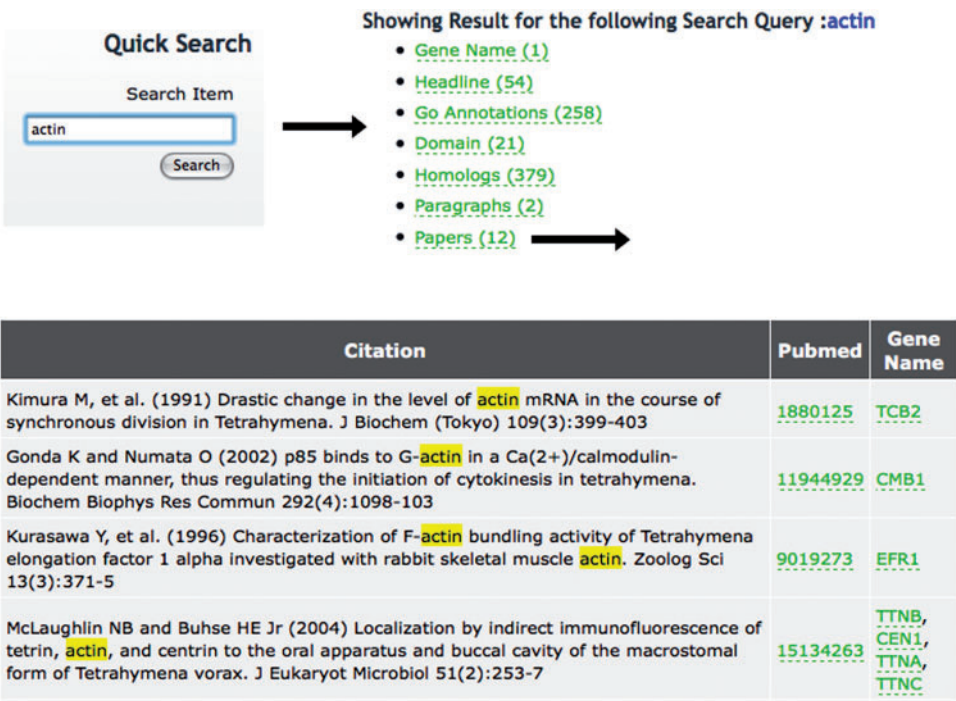 Quick Search
Search Item
actin
Search
Showing Result for the following Search Query :actin
• Gene Name (1)
• Headline (54)
• Go Annotations (258)
• Domain (21)
• Homologs (379)
• Paragraphs (2)
• Papers (12)
Citation
Pubmed
Gene
Name
Kimura M, et al. (1991) Drastic change in the level of actin mRNA in the course of
synchronous division in Tetrahymena. J Biochem (Tokyo) 109(3):399-403
1880125
TCB2
Gonda K and Numata O (2002) p85 binds to G-actin in a Ca(2+)/calmodulin-
dependent manner, thus regulating the initiation of cytokinesis in tetrahymena.
Biochem Biophys Res Commun 292(4):1098-103
11944929
CMB1
Kurasawa Y, et al. (1996) Characterization of F-actin bundling activity of Tetrahymena
elongation factor 1 alpha investigated with rabbit skeletal muscle actin. Zoolog Sci
13(3):371-5
9019273
EFR1
McLaughlin NB and Buhse HE Jr (2004) Localization by indirect immunofluorescence of
tetrin, actin, and centrin to the oral apparatus and buccal cavity of the macrostomal
form of Tetrahymena vorax. J Eukaryot Microbiol 51(2):253-7
15134263
TTNB,
CEN1,
TTNA,
TTNC